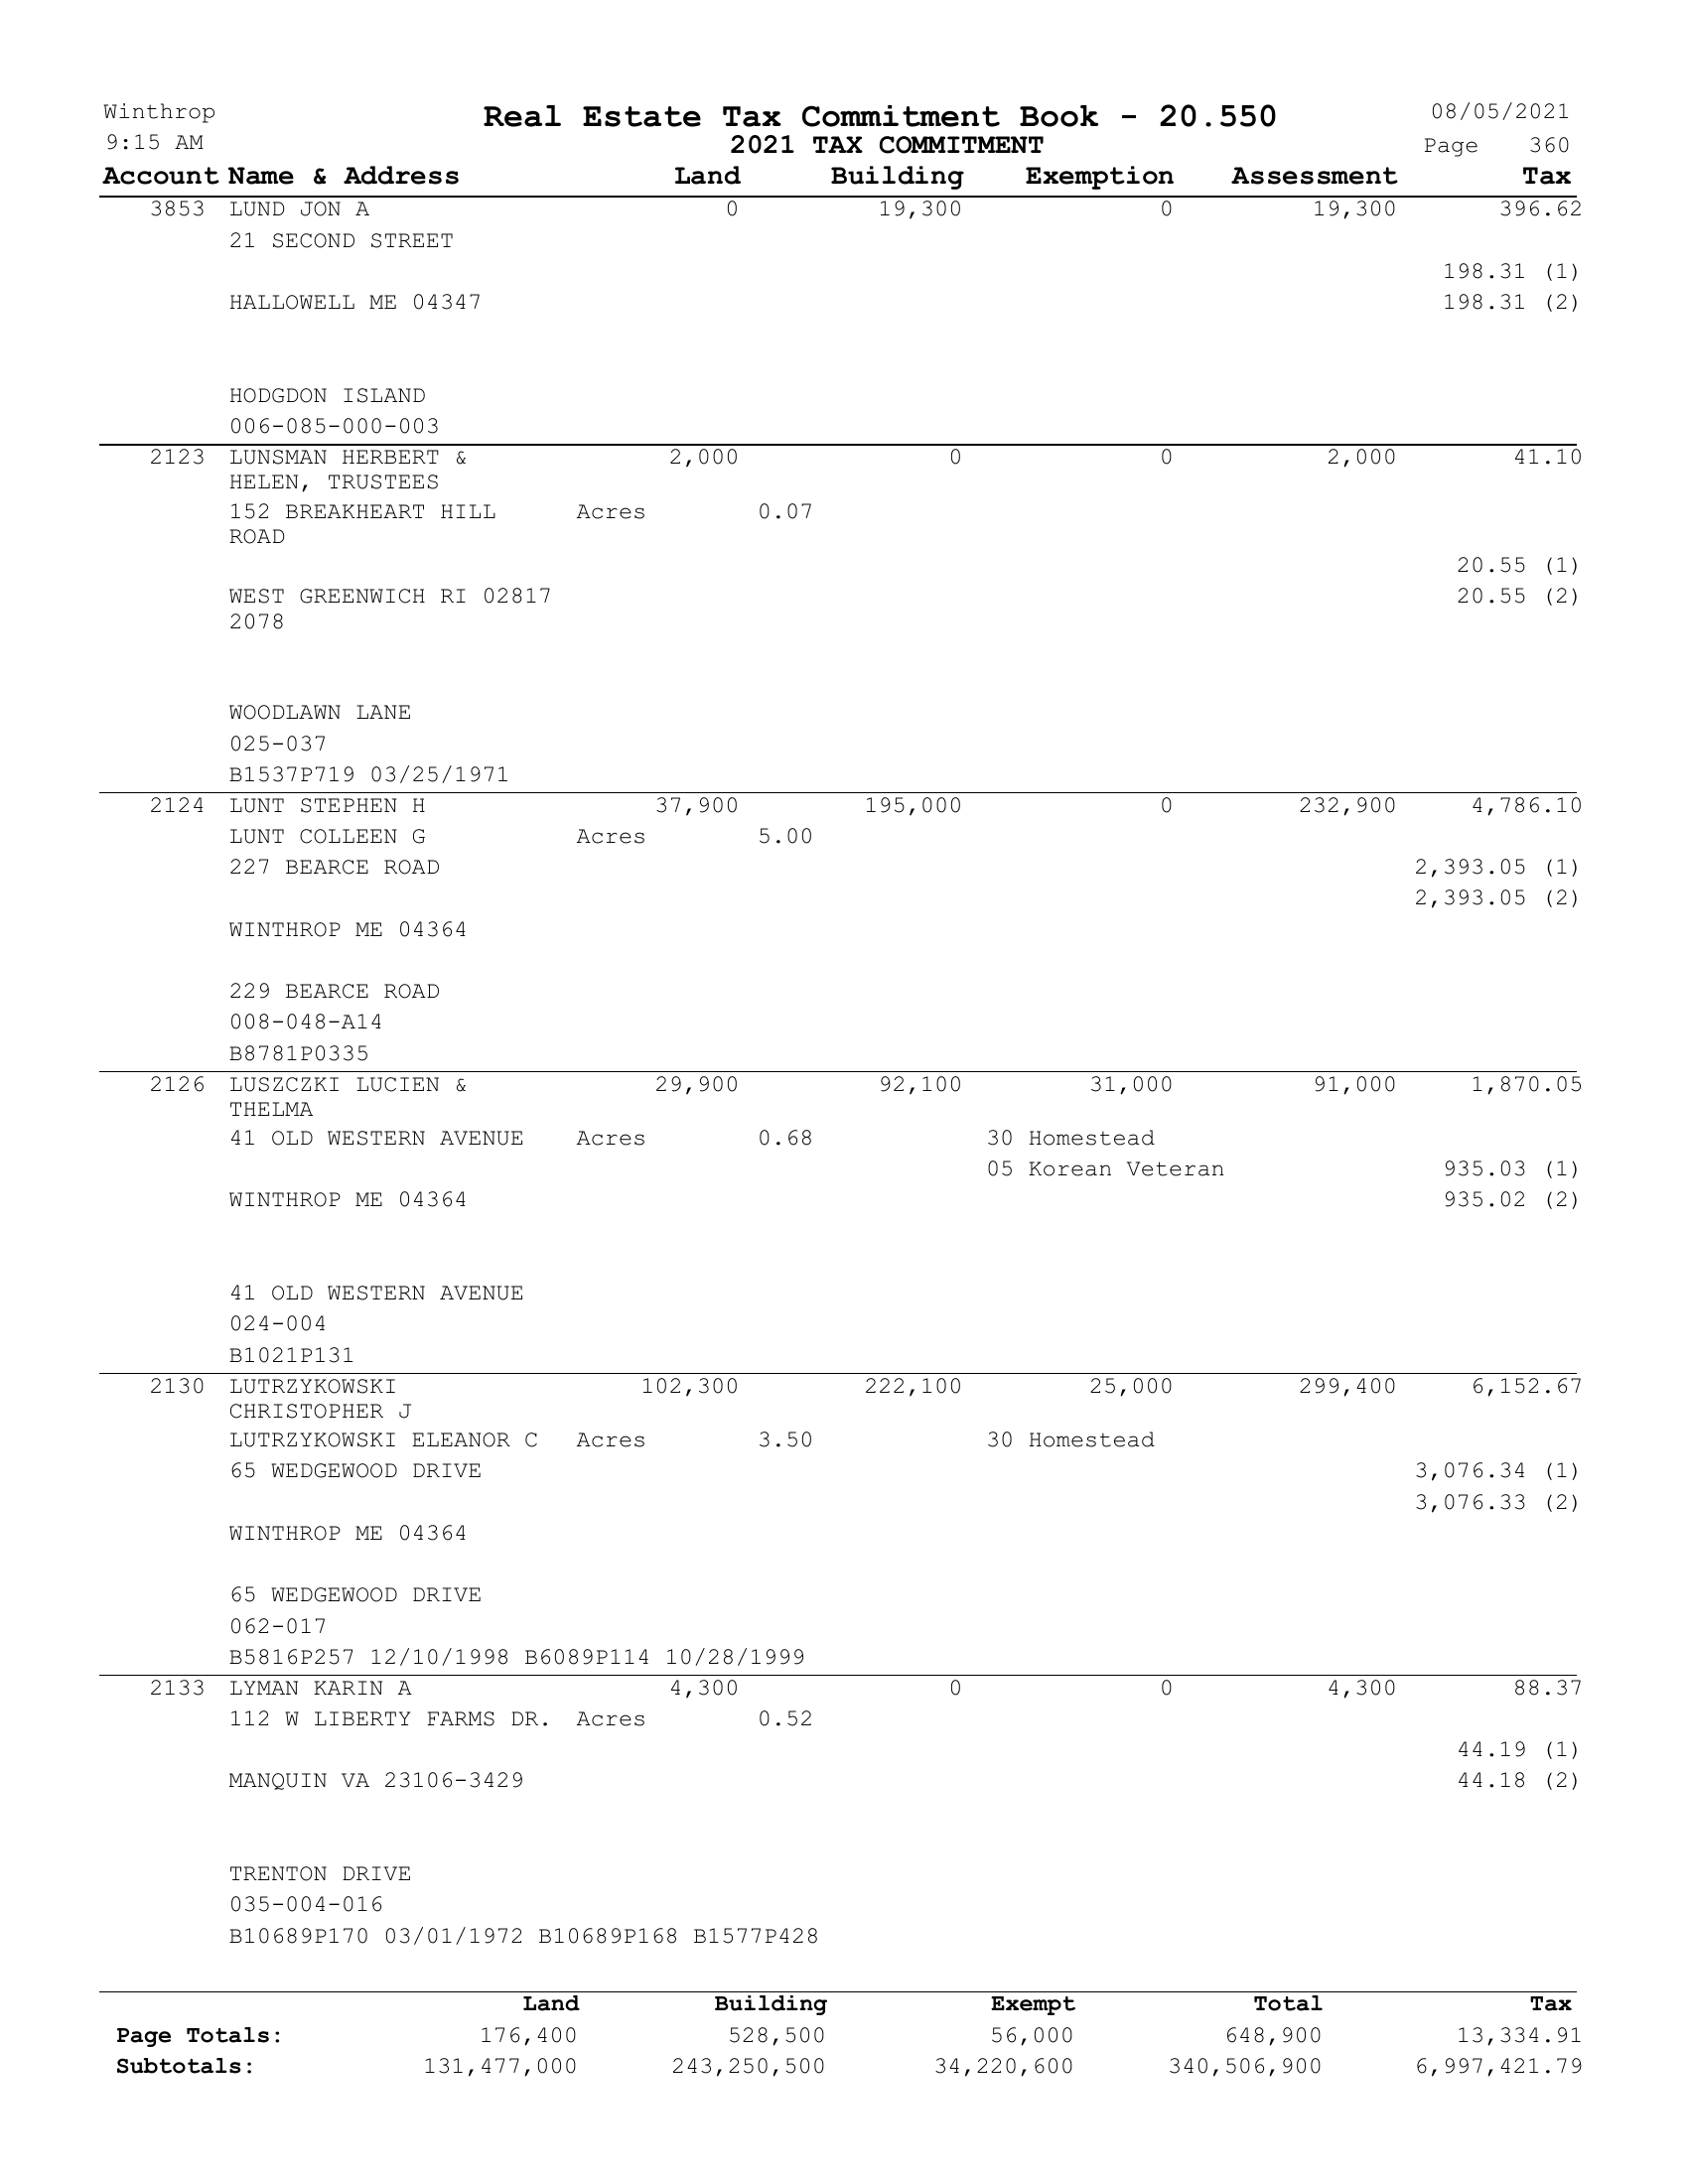 Winthrop Real Estate Tax Commitment Book - 20.550 08/05/2021
9:15 AM 2021 TAX COMMITMENT Page 360
Account Name & Address Land Building Exemption Assessment Tax
3853 LUND JON A 0 19,300 0 19,300 396.62
21 SECOND STREET
198.31 (1)
HALLOWELL ME 04347 198.31 (2)
HODGDON ISLAND
006-085-000-003
2123 LUNSMAN HERBERT & 2,000 0 0 2,000 41.10
HELEN, TRUSTEES
152 BREAKHEART HILL Acres 0.07
ROAD
20.55 (1)
WEST GREENWICH RI 02817 20.55 (2)
2078
WOODLAWN LANE
025-037
B1537P719 03/25/1971
2124 LUNT STEPHEN H 37,900 195,000 0 232,900 4,786.10
LUNT COLLEEN G Acres 5.00
227 BEARCE ROAD 2,393.05 (1)
2,393.05 (2)
WINTHROP ME 04364
229 BEARCE ROAD
008-048-A14
B8781P0335
2126 LUSZCZKI LUCIEN & 29,900 92,100 31,000 91,000 1,870.05
THELMA
41 OLD WESTERN AVENUE Acres 0.68 30 Homestead
05 Korean Veteran 935.03 (1)
WINTHROP ME 04364 935.02 (2)
41 OLD WESTERN AVENUE
024-004
B1021P131
2130 LUTRZYKOWSKI 102,300 222,100 25,000 299,400 6,152.67
CHRISTOPHER J
LUTRZYKOWSKI ELEANOR C Acres 3.50 30 Homestead
65 WEDGEWOOD DRIVE 3,076.34 (1)
3,076.33 (2)
WINTHROP ME 04364
65 WEDGEWOOD DRIVE
062-017
B5816P257 12/10/1998 B6089P114 10/28/1999
2133 LYMAN KARIN A 4,300 0 0 4,300 88.37
112 W LIBERTY FARMS DR. Acres 0.52
44.19 (1)
MANQUIN VA 23106-3429 44.18 (2)
TRENTON DRIVE
035-004-016
B10689P170 03/01/1972 B10689P168 B1577P428
Land Building Exempt Total Tax
Page Totals: 176,400 528,500 56,000 648,900 13,334.91
Subtotals: 131,477,000 243,250,500 34,220,600 340,506,900 6,997,421.79